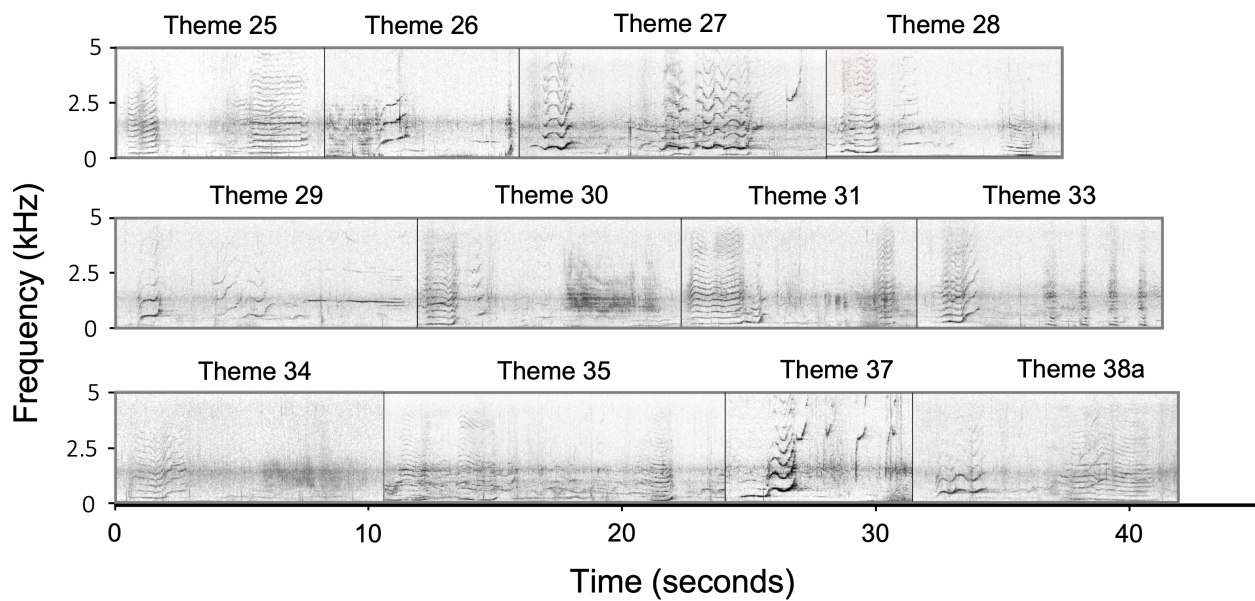 Theme 25 Theme 26 Theme 27 Theme 28
5
2.5
0
Theme 29 Theme 30 Theme 31 Theme 33
5
2.5
0
Frequency (kHz)
Theme 34 Theme 35 Theme 37 Theme 38a
5
2.5
0
0 10 20 30 40
Time (seconds)